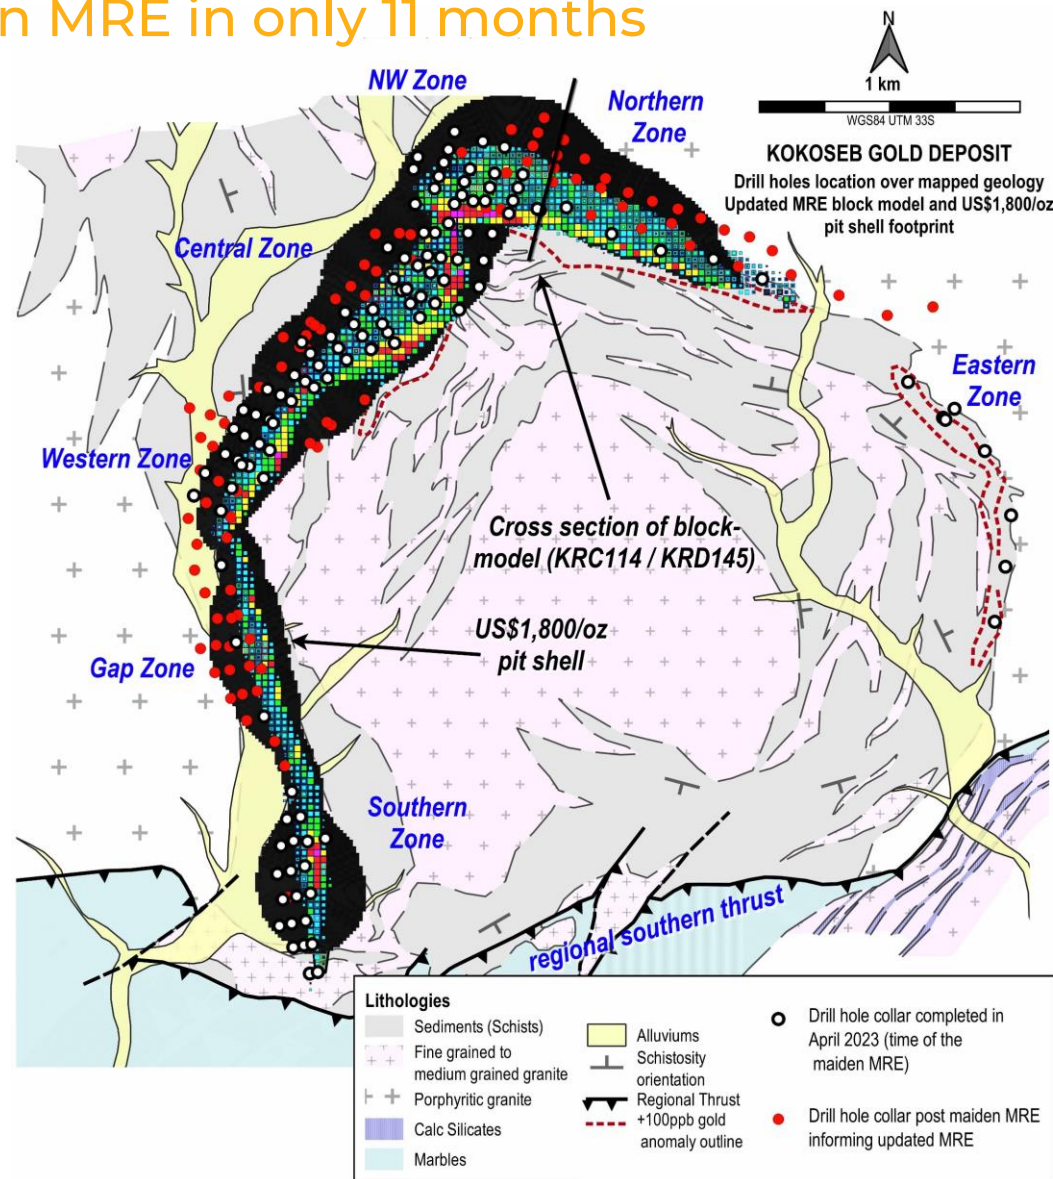 n MRE in only 11 months
N
1 km
WGS84 UTM 33S
KOKOSEB GOLD DEPOSIT
Drill holes location over mapped geology
Updated MRE block model and US$1,800/oz
pit shell footprint
NW Zone
Northern
Zone
Central Zone
Eastern
Zone
Western Zone
Cross section of block-
model (KRC114 / KRD145)
US$1,800/oz
pit shell
Gap Zone
Southern
Zone
regional southern thrust
Lithologies
Sediments (Schists)
Fine grained to
medium grained granite
Porphyritic granite
Calc Silicates
Marbles
Alluviums
Schistosity
orientation
Regional Thrust
+100ppb gold
anomaly outline
Drill hole collar completed in
April 2023 (time of the
maiden MRE)
Drill hole collar post maiden MRE
informing updated MRE